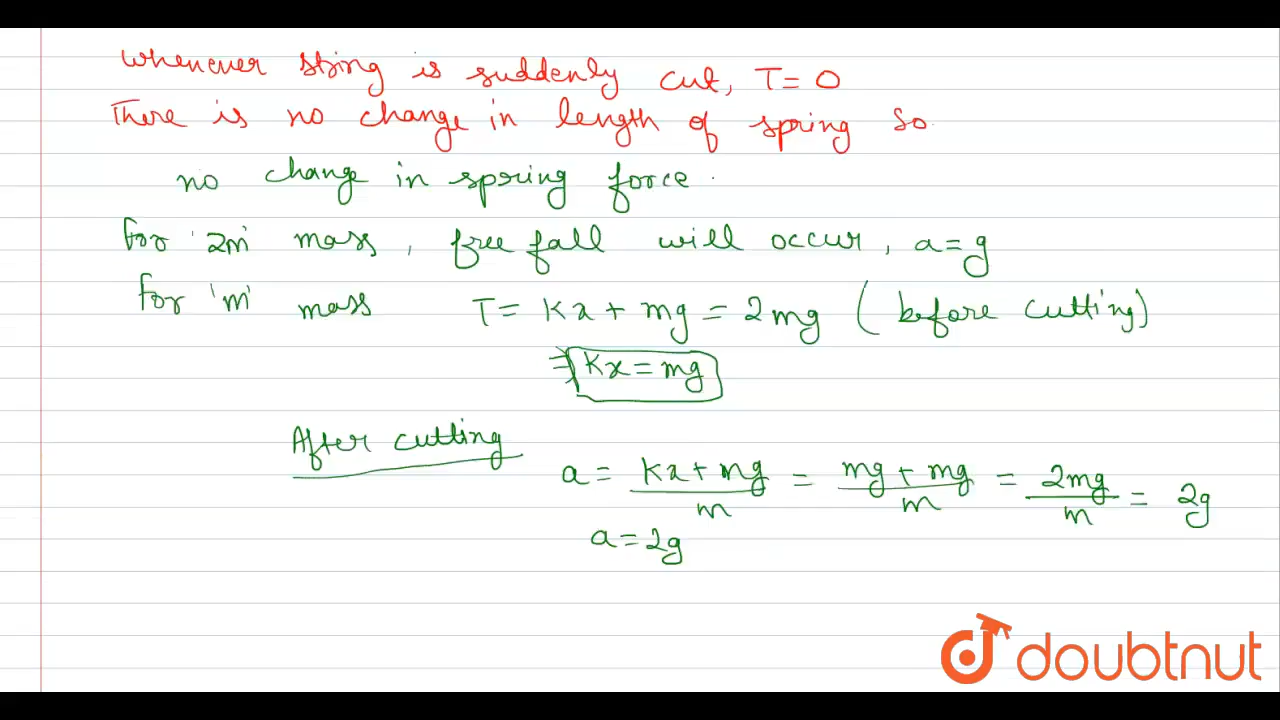 Whenever string is suddenly cut, T = 0
There is no change in length of spring so
no change in spring force.
For '2m' mass, free fall will occur, a = g
For 'm' mass T = Kx + mg = 2mg (before cutting)
⇒ Kx = mg
After cutting
a = (Kx + mg)/m = (mg + mg)/m = 2mg/m = 2g
a = 2g
doubtnut